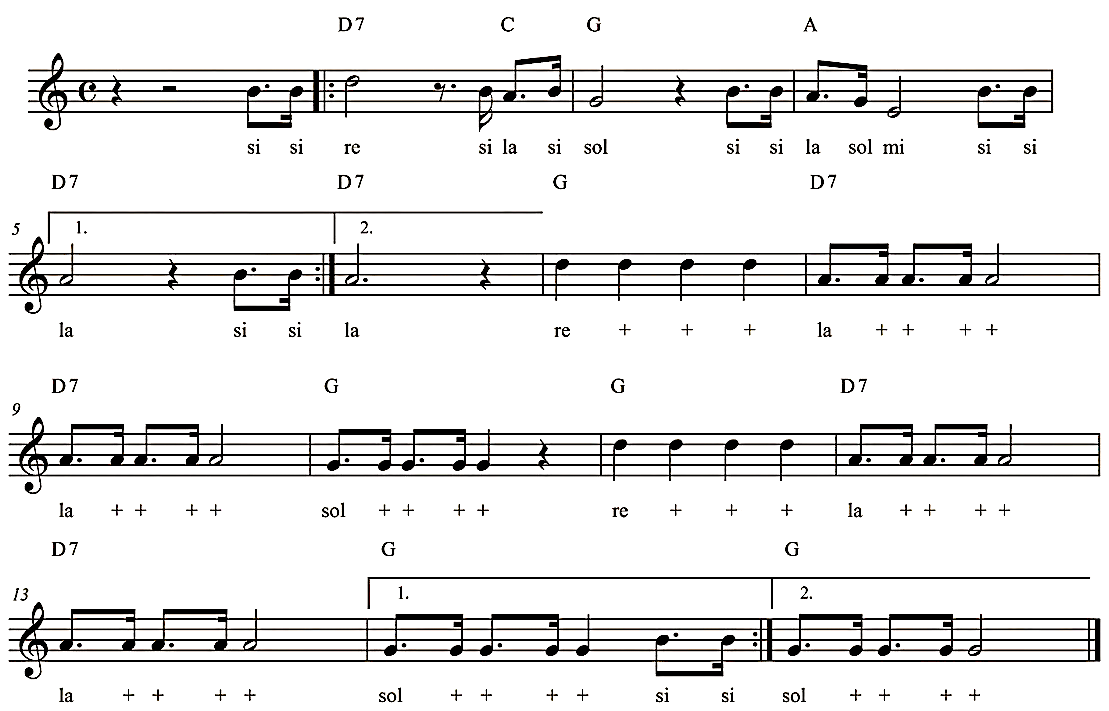 D7 C G A
si si re si la si sol si si la sol mi si si
D7 D7 G D7
5 1. 2.
la si si la re + + + la + + + +
D7 G G D7
9
la + + + + sol + + + + re + + + la + + + +
D7 G G
13 1. 2.
la + + + + sol + + + + si si sol + + + +